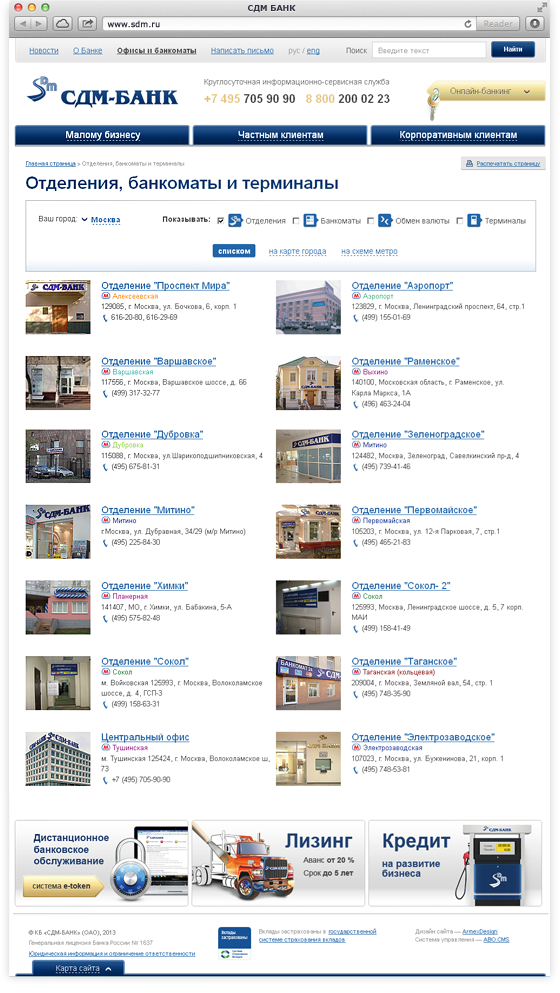 СДМ БАНК
www.sdm.ru
Reader
Новости О Банке Офисы и банкоматы Написать письмо рус / eng Поиск Введите текст Найти
СДМ-БАНК
Круглосуточная информационно-сервисная служба
+7 495 705 90 90 8 800 200 02 23
Онлайн-банкинг
Малому бизнесу Частным клиентам Корпоративным клиентам
Главная страница » Отделения, банкоматы и терминалы
Распечатать страницу
Отделения, банкоматы и терминалы
Ваш город: Москва Показывать: Отделения Банкоматы Обмен валюты Терминалы
списком на карте города на схеме метро
Отделение "Проспект Мира"
Алексеевская
129085, г. Москва, ул. Бочкова, 6, корп. 1
616-20-80, 616-29-69
Отделение "Аэропорт"
Аэропорт
123829, г. Москва, Ленинградский проспект, 64, стр.1
(499) 155-01-69
Отделение "Варшавское"
Варшавская
117556, г. Москва, Варшавское шоссе, д. 66
(499) 317-32-77
Отделение "Раменское"
Выхино
140100, Московская область, г. Раменское, ул.
Карла Маркса, 1А
(496) 463-24-04
Отделение "Дубровка"
Дубровка
115088, г. Москва, ул.Шарикоподшипниковская, 4
(495) 675-81-31
Отделение "Зеленоградское"
Митино
124482, Москва, Зеленоград, Савелкинский пр-д, 4
(495) 739-41-46
Отделение "Митино"
Митино
г.Москва, ул. Дубравная, 34/29 (м/р Митино)
(495) 225-84-30
Отделение "Первомайское"
Первомайская
105203, г. Москва, ул. 12-я Парковая, 7, стр.1
(495) 465-21-83
Отделение "Химки"
Планерная
141407, МО, г. Химки, ул. Бабакина, 5-А
(495) 575-82-48
Отделение "Сокол- 2"
Сокол
125993, Москва, Ленинградское шоссе, д. 5, 7 корп.
МАИ
(499) 158-41-49
Отделение "Сокол"
Сокол
м. Войковская 125993, г. Москва, Волоколамское
шоссе, д. 4, ГСП-3
(499) 158-63-31
Отделение "Таганское"
Таганская (кольцевая)
209004, г. Москва, Земляной вал, 54, стр. 1
(495) 748-35-90
Центральный офис
Тушинская
м. Тушинская 125424, г. Москва, Волоколамское ш,
73
+7 (495) 705-90-90
Отделение "Электрозаводское"
Электрозаводская
107023, г. Москва, ул. Буженинова, 21, корп. 1
(495) 748-53-81
Дистанционное
банковское
обслуживание
система e-token
Лизинг
Аванс от 20 %
Срок до 5 лет
Кредит
на развитие
бизнеса
СДМ-БАНК
© КБ «СДМ-БАНК» (ОАО), 2013
Генеральная лицензия Банка России № 1637
Юридическая информация и ограничение ответственности
Вклады
застрахованы
Вклады застрахованы в государственной
системе страхования вкладов
Дизайн сайта — ArmexDesign
Система управления — ABO.CMS
Карта сайта